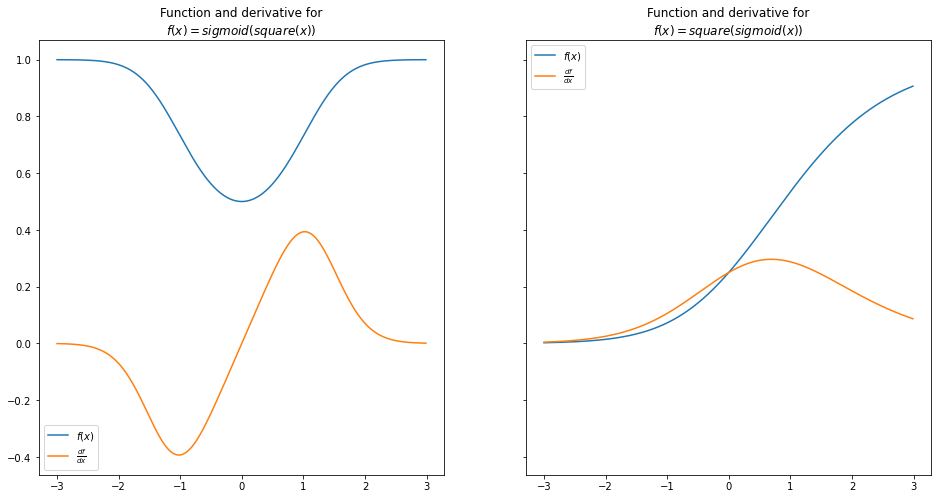 Function and derivative for
f(x) = sigmoid(square(x))
1.0
0.8
0.6
0.4
0.2
0.0
−0.2
−0.4
f(x)
df
dx
−3
−2
−1
0
1
2
3
Function and derivative for
f(x) = square(sigmoid(x))
f(x)
df
dx
−3
−2
−1
0
1
2
3